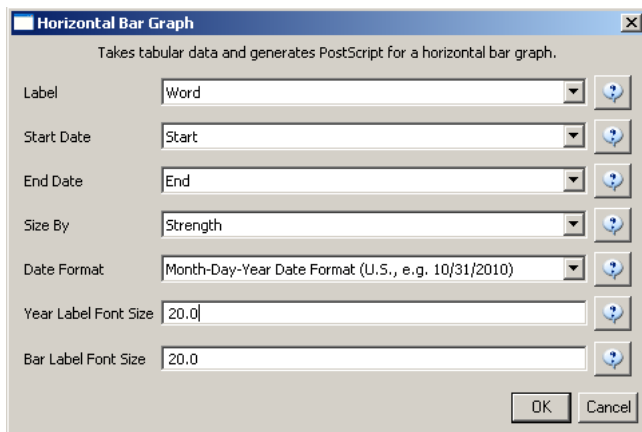 Horizontal Bar Graph
Takes tabular data and generates PostScript for a horizontal bar graph.
Label Word
Start Date Start
End Date End
Size By Strength
Date Format Month-Day-Year Date Format (U.S., e.g. 10/31/2010)
Year Label Font Size 20.0
Bar Label Font Size 20.0
OK Cancel